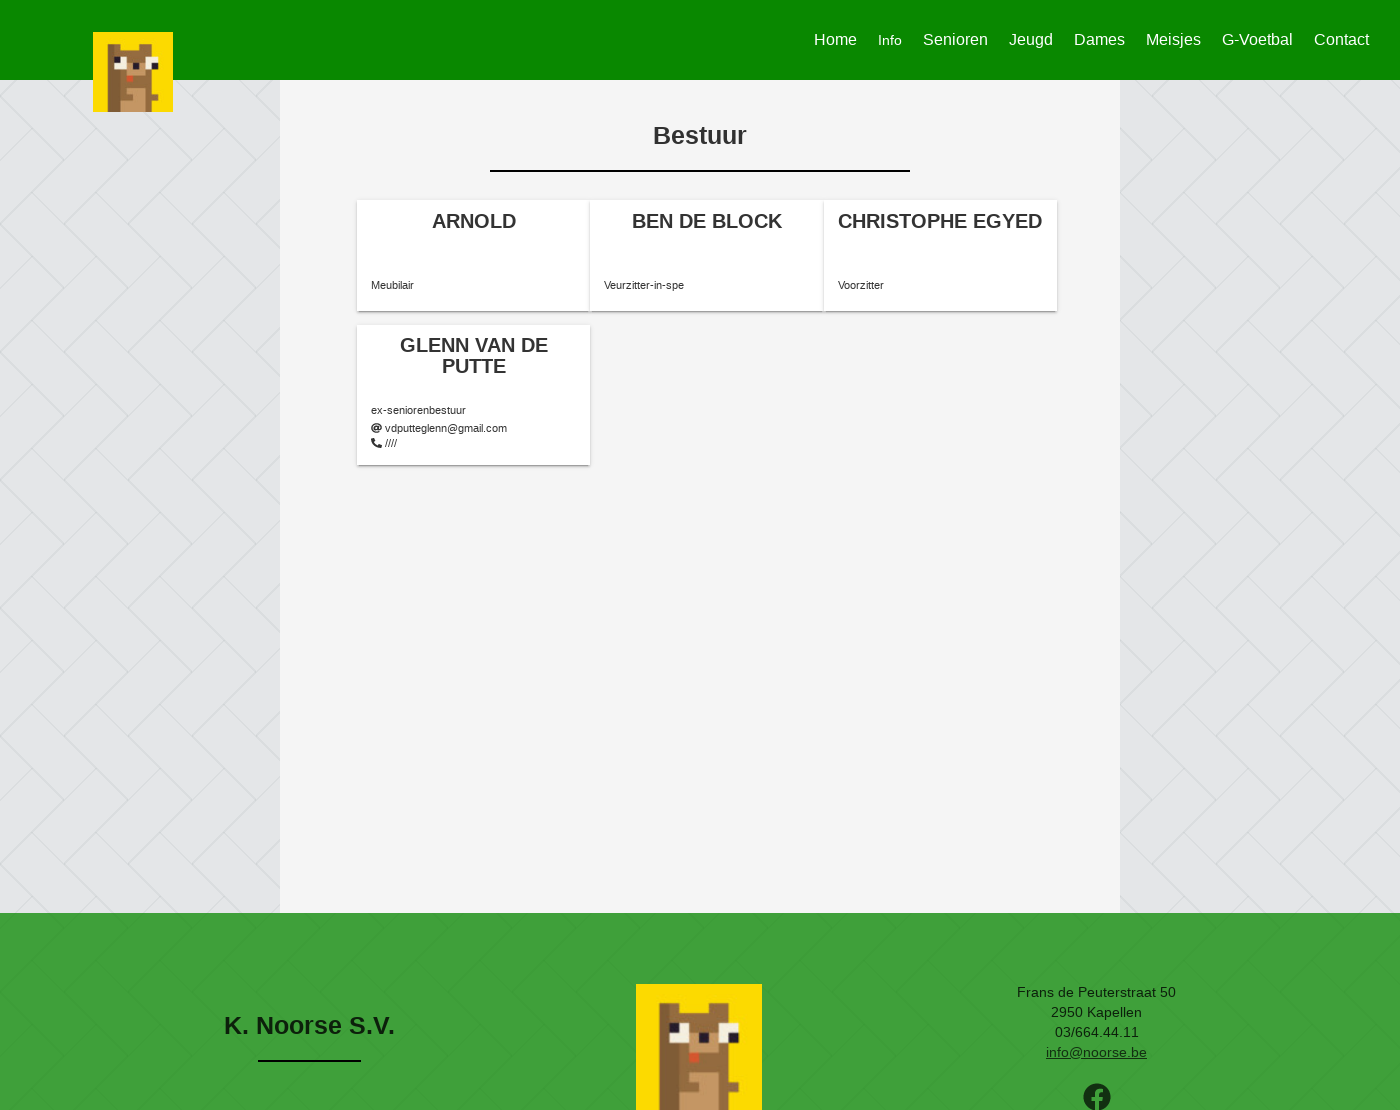 Home Info Senioren Jeugd Dames Meisjes G-Voetbal Contact
Bestuur
ARNOLD
Meubilair
BEN DE BLOCK
Veurzitter-in-spe
CHRISTOPHE EGYED
Voorzitter
GLENN VAN DE
PUTTE
ex-seniorenbestuur
vdputteglenn@gmail.com
////
K. Noorse S.V.
Frans de Peuterstraat 50
2950 Kapellen
03/664.44.11
info@noorse.be